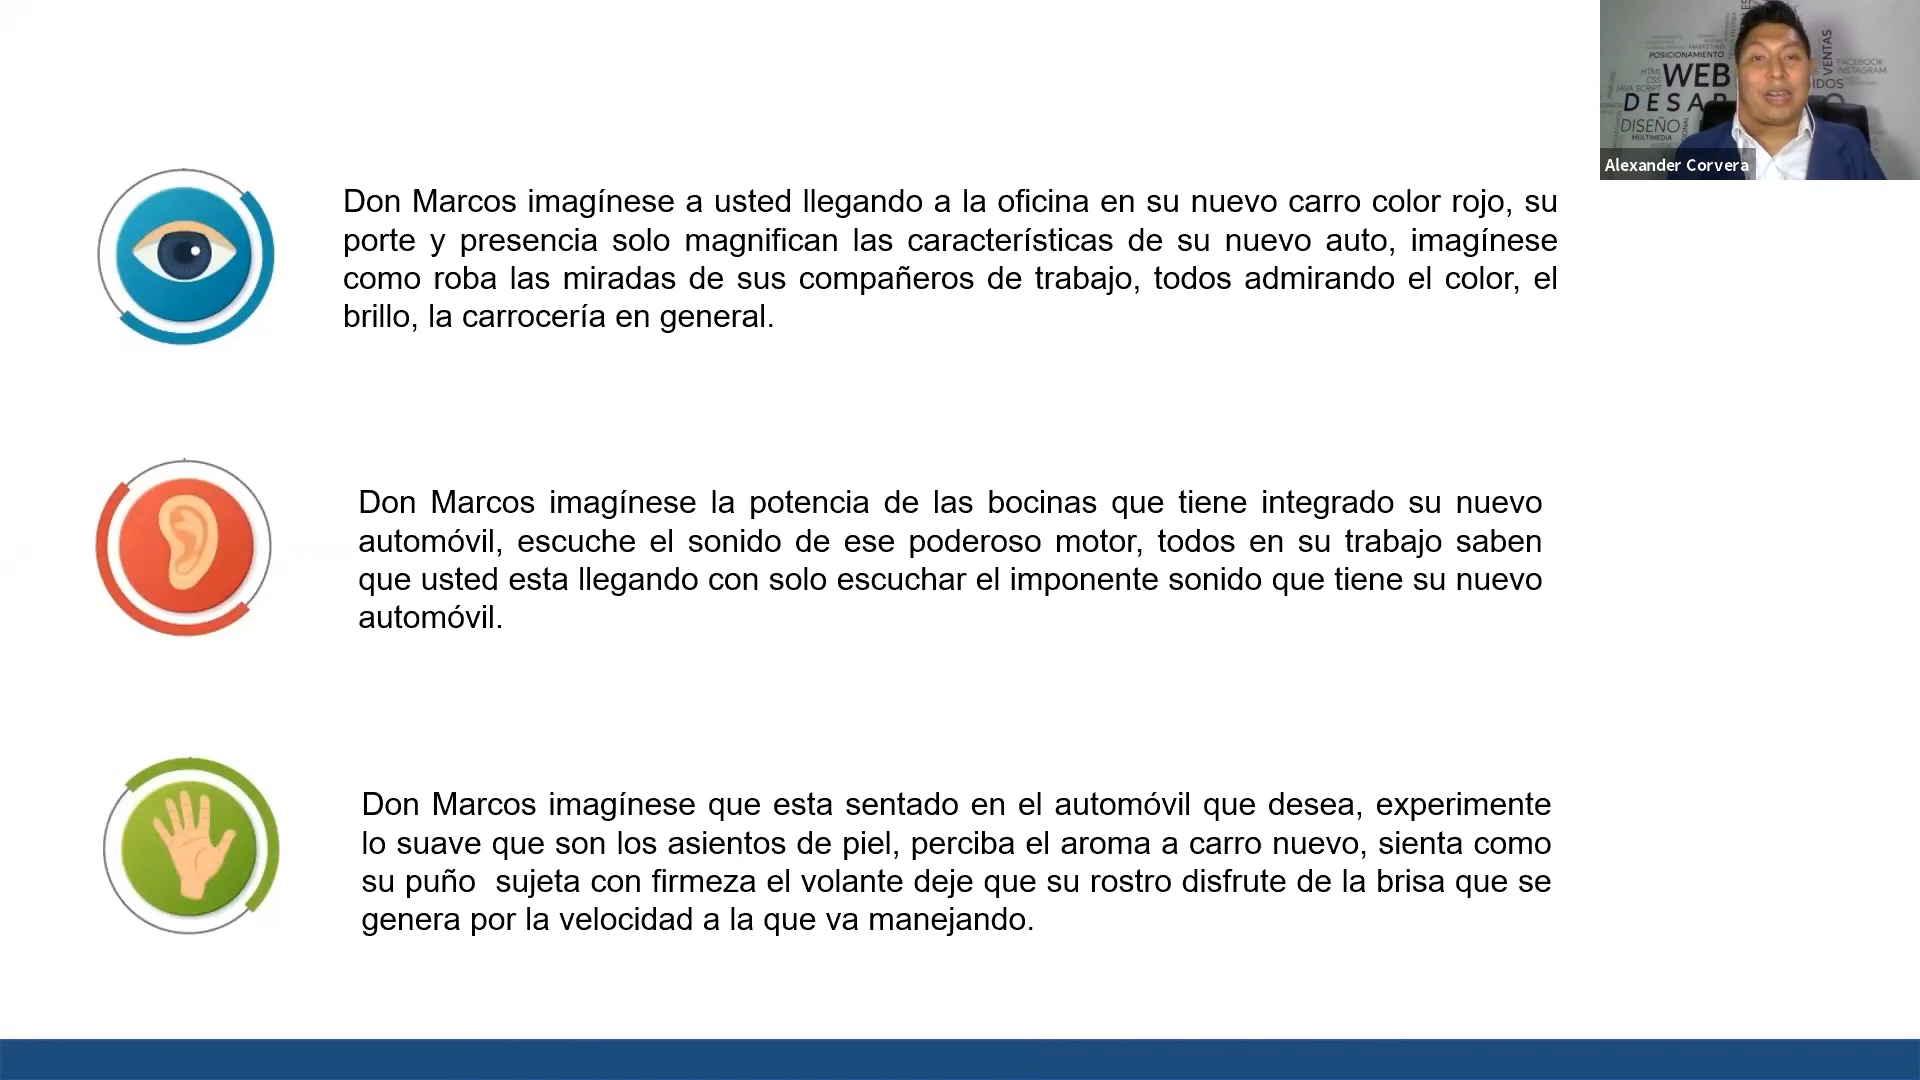 Don Marcos imagínese a usted llegando a la oficina en su nuevo carro color rojo, su
porte y presencia solo magnifican las características de su nuevo auto, imagínese
como roba las miradas de sus compañeros de trabajo, todos admirando el color, el
brillo, la carrocería en general.
Don Marcos imagínese la potencia de las bocinas que tiene integrado su nuevo
automóvil, escuche el sonido de ese poderoso motor, todos en su trabajo saben
que usted esta llegando con solo escuchar el imponente sonido que tiene su nuevo
automóvil.
Don Marcos imagínese que esta sentado en el automóvil que desea, experimente
lo suave que son los asientos de piel, perciba el aroma a carro nuevo, sienta como
su puño  sujeta con firmeza el volante deje que su rostro disfrute de la brisa que se
genera por la velocidad a la que va manejando.
POSICIONAMIENTO
MARKETING
HTML
WEB
CSS
JAVA SCRIPT
DESAR
DISEÑO
MULTIMEDIA
VENTAS
FACEBOOK
INSTAGRAM
Alexander Corvera